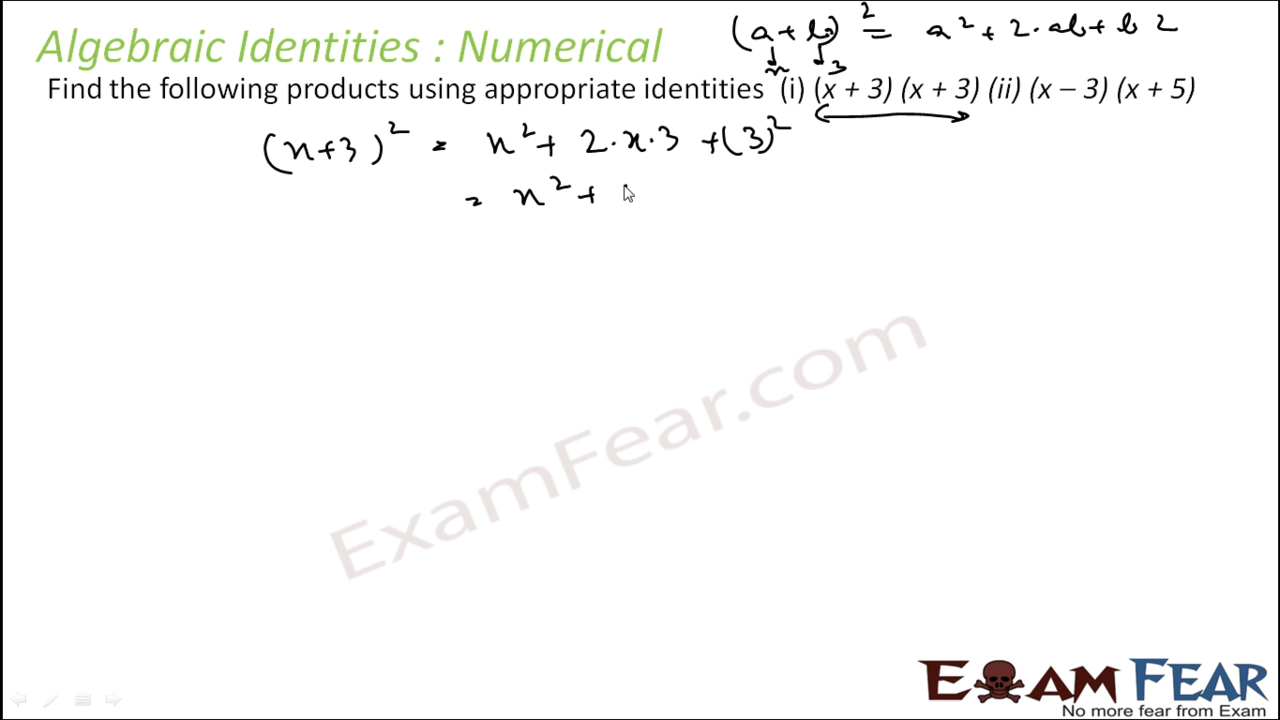 (a + b)² = a² + 2. ab + b 2
Algebraic Identities : Numerical
x 3
Find the following products using appropriate identities (i) (x + 3) (x + 3) (ii) (x – 3) (x + 5)
(x+3)² = x² + 2·x·3 + (3)²
= x² +
ExamFear.com
EXAM FEAR
No more fear from Exam